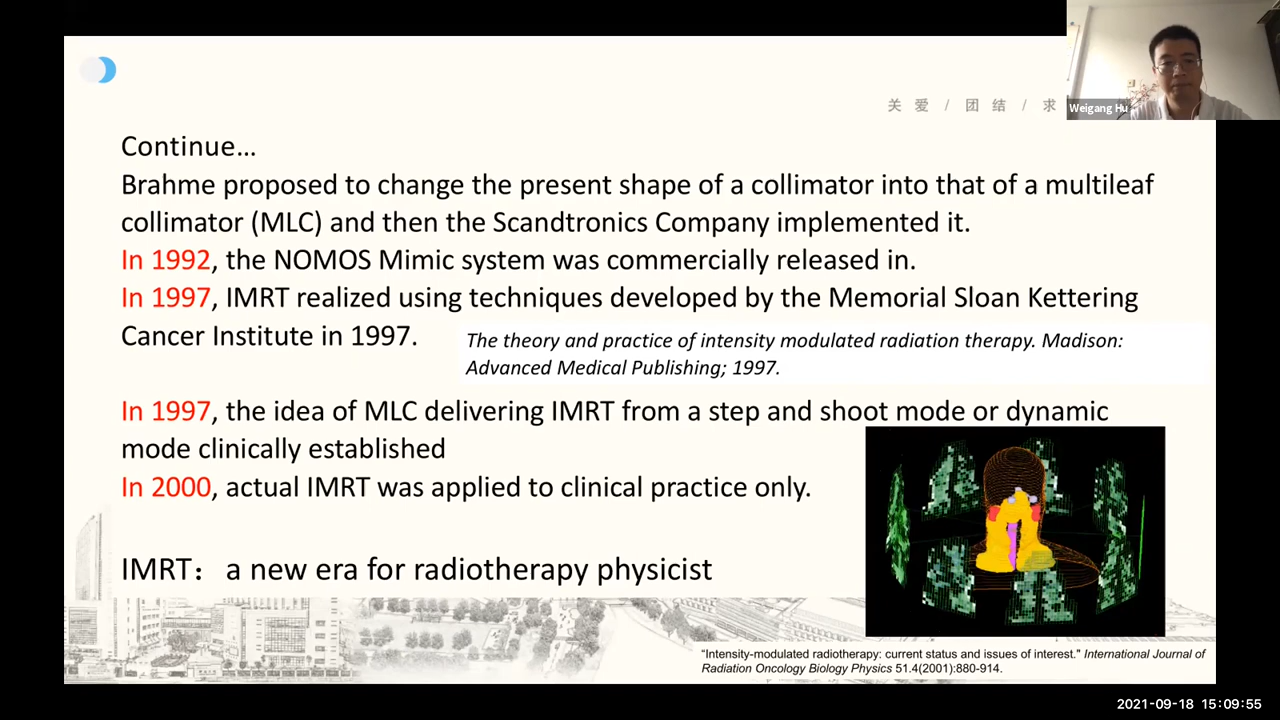 关 爱 / 团 结 / 求
Weigang Hu
Continue...
Brahme proposed to change the present shape of a collimator into that of a multileaf
collimator (MLC) and then the Scandtronics Company implemented it.
In 1992, the NOMOS Mimic system was commercially released in.
In 1997, IMRT realized using techniques developed by the Memorial Sloan Kettering
Cancer Institute in 1997.
The theory and practice of intensity modulated radiation therapy. Madison:
Advanced Medical Publishing; 1997.
In 1997, the idea of MLC delivering IMRT from a step and shoot mode or dynamic
mode clinically established
In 2000, actual IMRT was applied to clinical practice only.
IMRT： a new era for radiotherapy physicist
"Intensity-modulated radiotherapy: current status and issues of interest." International Journal of
Radiation Oncology Biology Physics 51.4(2001):880-914.
2021-09-18 15:09:55